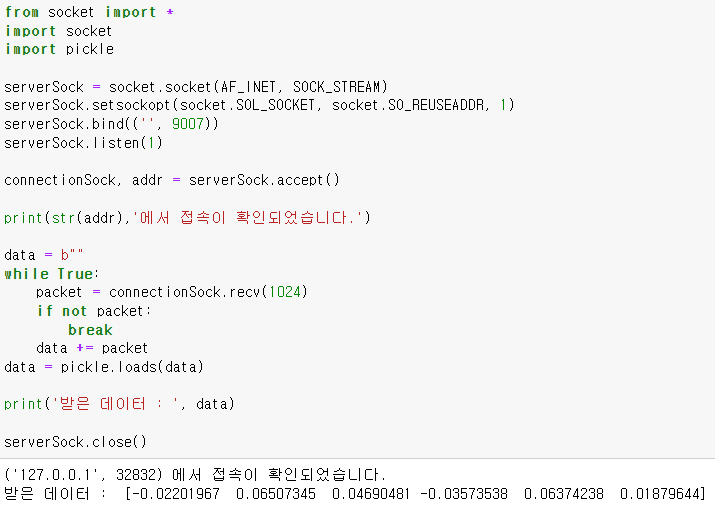 from socket import *
import socket
import pickle

serverSock = socket.socket(AF_INET, SOCK_STREAM)
serverSock.setsockopt(socket.SOL_SOCKET, socket.SO_REUSEADDR, 1)
serverSock.bind(('', 9007))
serverSock.listen(1)

connectionSock, addr = serverSock.accept()

print(str(addr),'에서 접속이 확인되었습니다.')

data = b""
while True:
    packet = connectionSock.recv(1024)
    if not packet:
        break
    data += packet
data = pickle.loads(data)

print('받은 데이터 : ', data)

serverSock.close()

('127.0.0.1', 32832) 에서 접속이 확인되었습니다.
받은 데이터 :  [-0.02201967  0.06507345  0.04690481 -0.03573538  0.06374238  0.01879644]